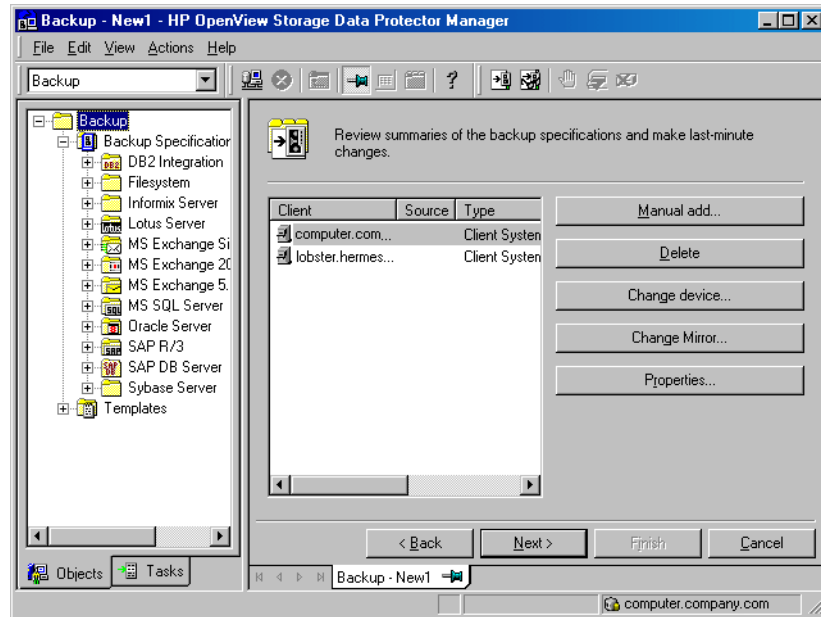 Backup - New1 - HP OpenView Storage Data Protector Manager
File Edit View Actions Help
Backup
Backup
Backup Specification
DB2 Integration
Filesystem
Informix Server
Lotus Server
MS Exchange Si
MS Exchange 20
MS Exchange 5.
MS SQL Server
Oracle Server
SAP R/3
SAP DB Server
Sybase Server
Templates
Objects Tasks
Review summaries of the backup specifications and make last-minute
changes.
Client Source Type
computer.com... Client System
lobster.hermes... Client System
Manual add...
Delete
Change device...
Change Mirror...
Properties...
< Back Next > Finish Cancel
Backup - New1
computer.company.com